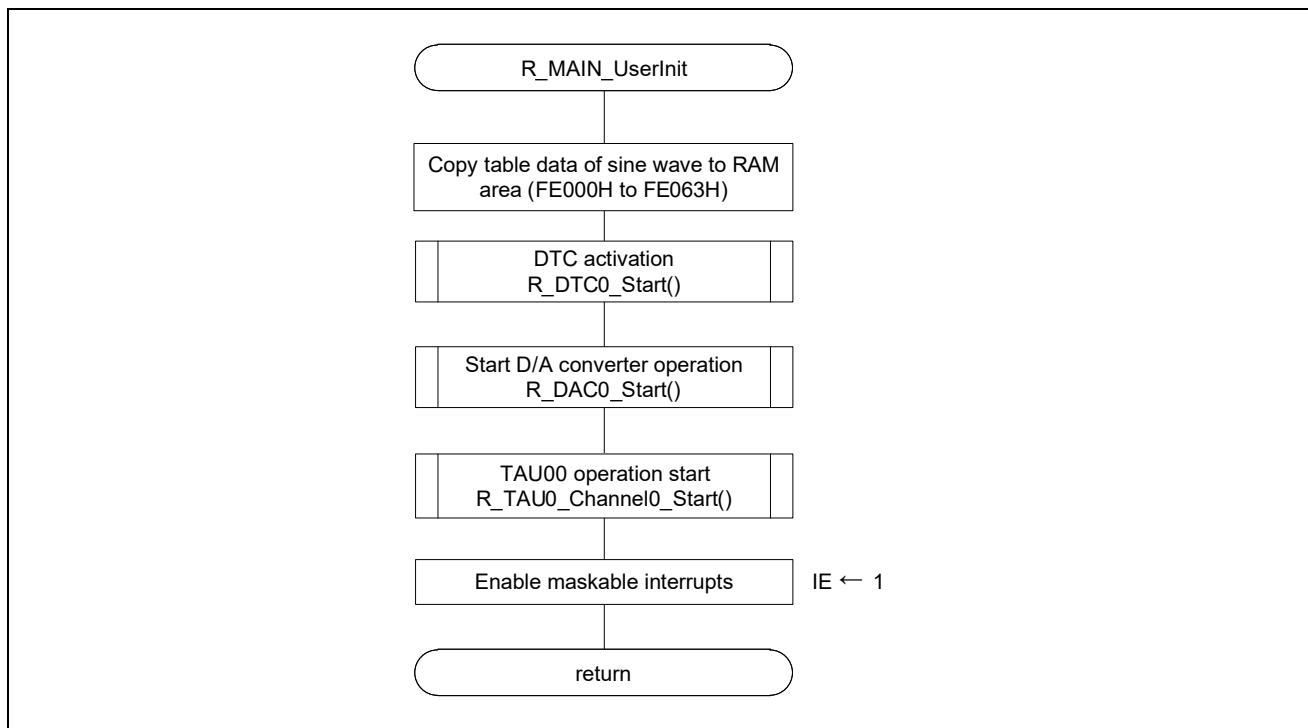 R_MAIN_UserInit
Copy table data of sine wave to RAM
area (FE000H to FE063H)
DTC activation
R_DTC0_Start()
Start D/A converter operation
R_DAC0_Start()
TAU00 operation start
R_TAU0_Channel0_Start()
Enable maskable interrupts IE ← 1
return